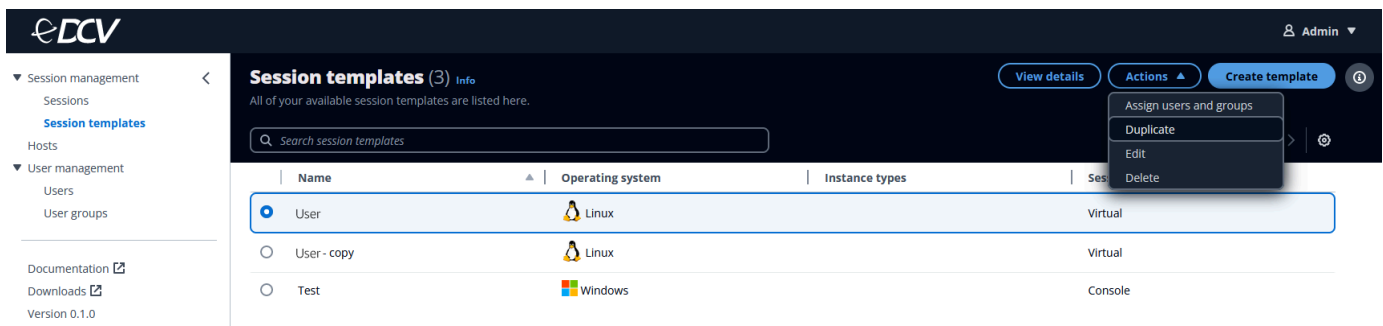 DCV
Admin
Session management
Sessions
Session templates
Hosts
User management
Users
User groups
Documentation
Downloads
Version 0.1.0
Session templates (3) Info
All of your available session templates are listed here.
View details
Actions
Create template
Assign users and groups
Duplicate
Edit
Delete
Search session templates
Name Operating system Instance types Ses
User Linux Virtual
User - copy Linux Virtual
Test Windows Console